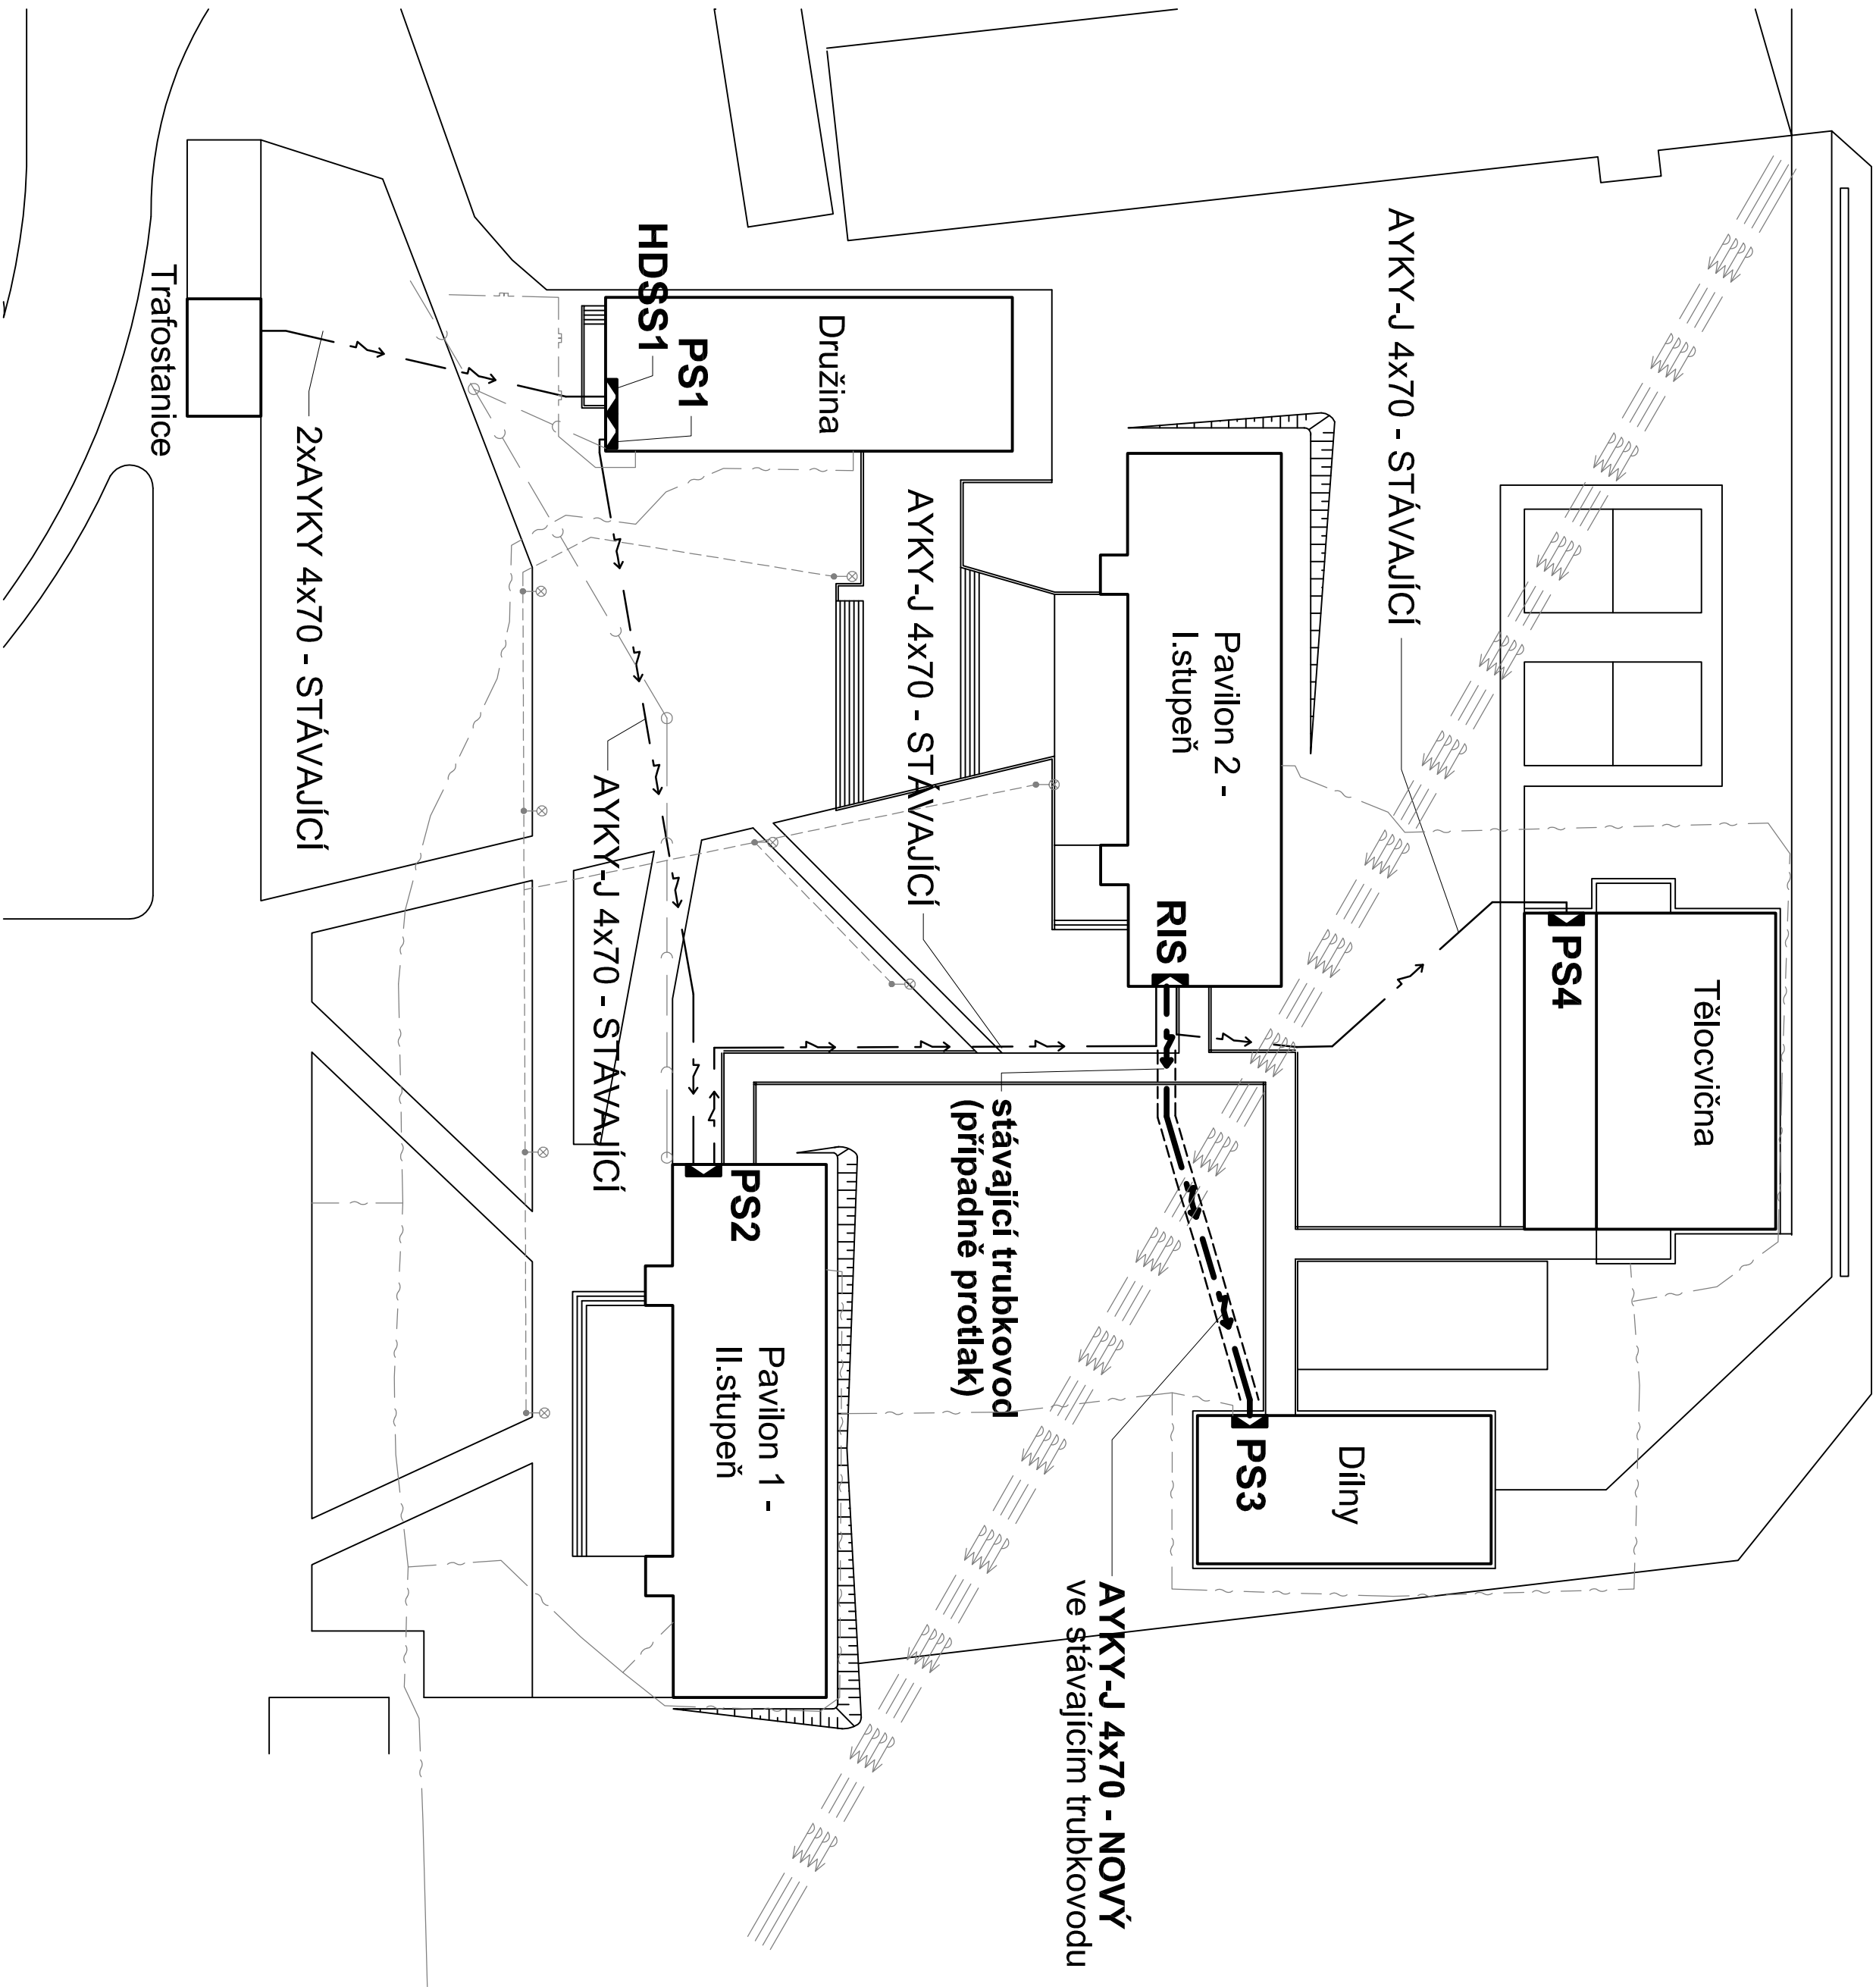 Tělocvična
PS4
AYKY-J 4x70 - STÁVAJÍCÍ
Dílny
PS3
Pavilon 2 -
I.stupeň
RIS
AYKY-J 4x70 - NOVÝ
ve stávajícím trubkovodu
stávající trubkovod
(případně protlak)
AYKY-J 4x70 - STÁVAJÍCÍ
Družina
Pavilon 1 -
II.stupeň
PS2
PS1
HDSS1
AYKY-J 4x70 - STÁVAJÍCÍ
2xAYKY 4x70 - STÁVAJÍCÍ
Trafostanice